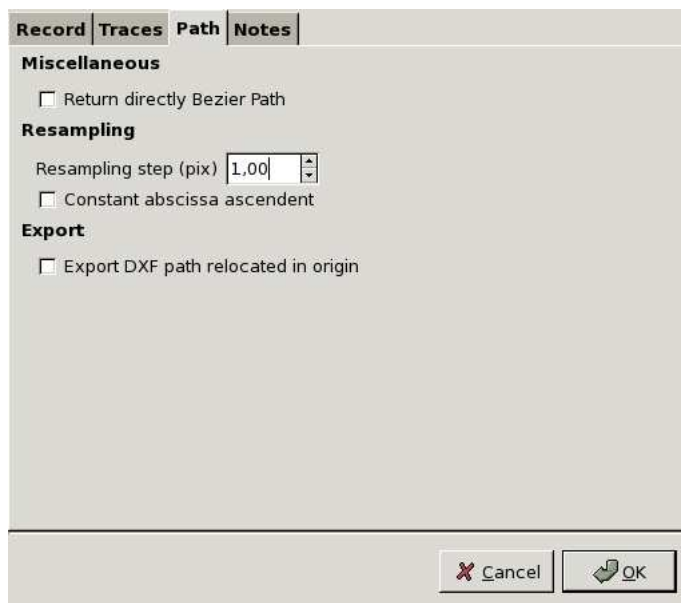 Record Traces Path Notes
Miscellaneous
Return directly Bezier Path
Resampling
Resampling step (pix) 1,00
Constant abscissa ascendent
Export
Export DXF path relocated in origin
Cancel OK